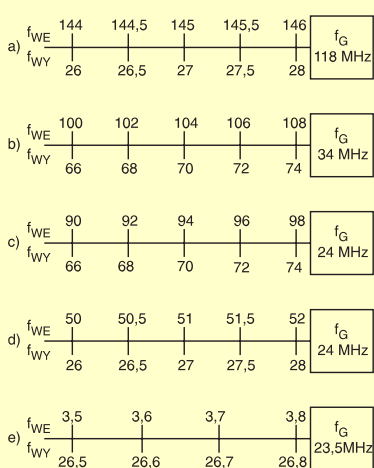 144 144,5 145 145,5 146
a) fWE fWY fG 118 MHz
26 26,5 27 27,5 28
100 102 104 106 108
b) fWE fWY fG 34 MHz
66 68 70 72 74
90 92 94 96 98
c) fWE fWY fG 24 MHz
66 68 70 72 74
50 50,5 51 51,5 52
d) fWE fWY fG 24 MHz
26 26,5 27 27,5 28
3,5 3,6 3,7 3,8
e) fWE fWY fG 23,5MHz
26,5 26,6 26,7 26,8